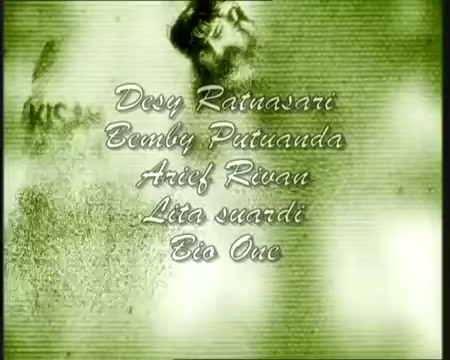 Desy Ratnasari
Bemby Putuanda
Arief Rivan
Lita suardi
Bio One